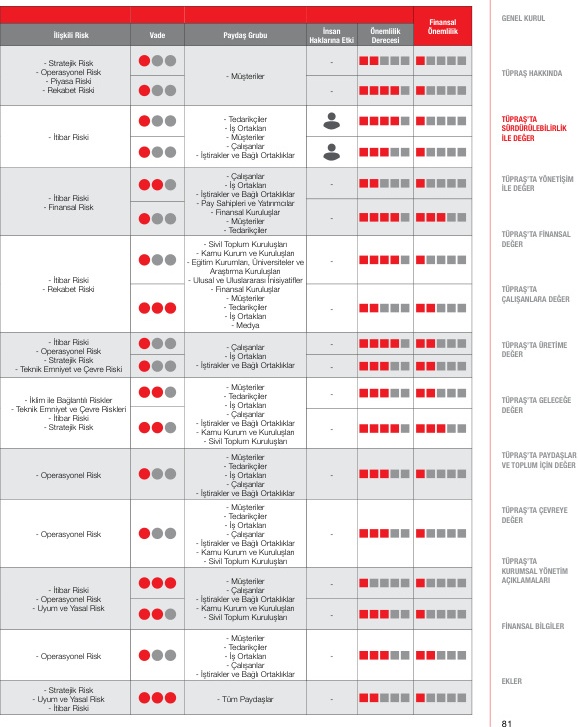 İlişkili Risk
Vade
Paydaş Grubu
İnsan
Haklarına Etki
Önemlilik
Derecesi
Finansal
Önemlilik
- Stratejik Risk
- Operasyonel Risk
- Piyasa Riski
- Rekabet Riski
- Müşteriler
-
-
- İtibar Riski
- Tedarikçiler
- İş Ortakları
- Müşteriler
- Çalışanlar
- İştirakler ve Bağlı Ortaklıklar
- İtibar Riski
- Finansal Risk
- Çalışanlar
- İş Ortakları
- İştirakler ve Bağlı Ortaklıklar
- Pay Sahipleri ve Yatırımcılar
- Finansal Kuruluşlar
- Müşteriler
- Tedarikçiler
-
-
- İtibar Riski
- Rekabet Riski
- Sivil Toplum Kuruluşları
- Kamu Kurum ve Kuruluşları
- Eğitim Kurumları, Üniversiteler ve
Araştırma Kuruluşları
- Ulusal ve Uluslararası İnisiyatifler
- Finansal Kuruluşlar
- Müşteriler
- Tedarikçiler
- İş Ortakları
- Medya
-
-
- İtibar Riski
- Operasyonel Risk
- Stratejik Risk
- Teknik Emniyet ve Çevre Riski
- Çalışanlar
- İş Ortakları
- İştirakler ve Bağlı Ortaklıklar
-
-
- İklim ile Bağlantılı Riskler
- Teknik Emniyet ve Çevre Riskleri
- İtibar Riski
- Stratejik Risk
- Müşteriler
- Tedarikçiler
- İş Ortakları
- Çalışanlar
- İştirakler ve Bağlı Ortaklıklar
- Kamu Kurum ve Kuruluşları
- Sivil Toplum Kuruluşları
-
-
- Operasyonel Risk
- Müşteriler
- Tedarikçiler
- İş Ortakları
- Çalışanlar
- İştirakler ve Bağlı Ortaklıklar
-
- Operasyonel Risk
- Müşteriler
- Tedarikçiler
- İş Ortakları
- Çalışanlar
- İştirakler ve Bağlı Ortaklıklar
- Kamu Kurum ve Kuruluşları
- Sivil Toplum Kuruluşları
-
- İtibar Riski
- Operasyonel Risk
- Uyum ve Yasal Risk
- Müşteriler
- Çalışanlar
- İştirakler ve Bağlı Ortaklıklar
- Kamu Kurum ve Kuruluşları
- Sivil Toplum Kuruluşları
-
-
- İtibar Riski
- Müşteriler
- Tedarikçiler
- İş Ortakları
- Çalışanlar
- İştirakler ve Bağlı Ortaklıklar
-
- Stratejik Risk
- Uyum ve Yasal Risk
- İtibar Riski
- Tüm Paydaşlar
-
GENEL KURUL
TÜPRAŞ HAKKINDA
TÜPRAŞ'TA
SÜRDÜRÜLEBİLİRLİK
İLE DEĞER
TÜPRAŞ'TA YÖNETİŞİM
İLE DEĞER
TÜPRAŞ'TA FİNANSAL
DEĞER
TÜPRAŞ'TA
ÇALIŞANLARA DEĞER
TÜPRAŞ'TA ÜRETİME
DEĞER
TÜPRAŞ'TA GELECEĞE
DEĞER
TÜPRAŞ'TA PAYDAŞLAR
VE TOPLUM İÇİN DEĞER
TÜPRAŞ'TA ÇEVREYE
DEĞER
TÜPRAŞ'TA
KURUMSAL YÖNETİM
AÇIKLAMALARI
FİNANSAL BİLGİLER
EKLER
81